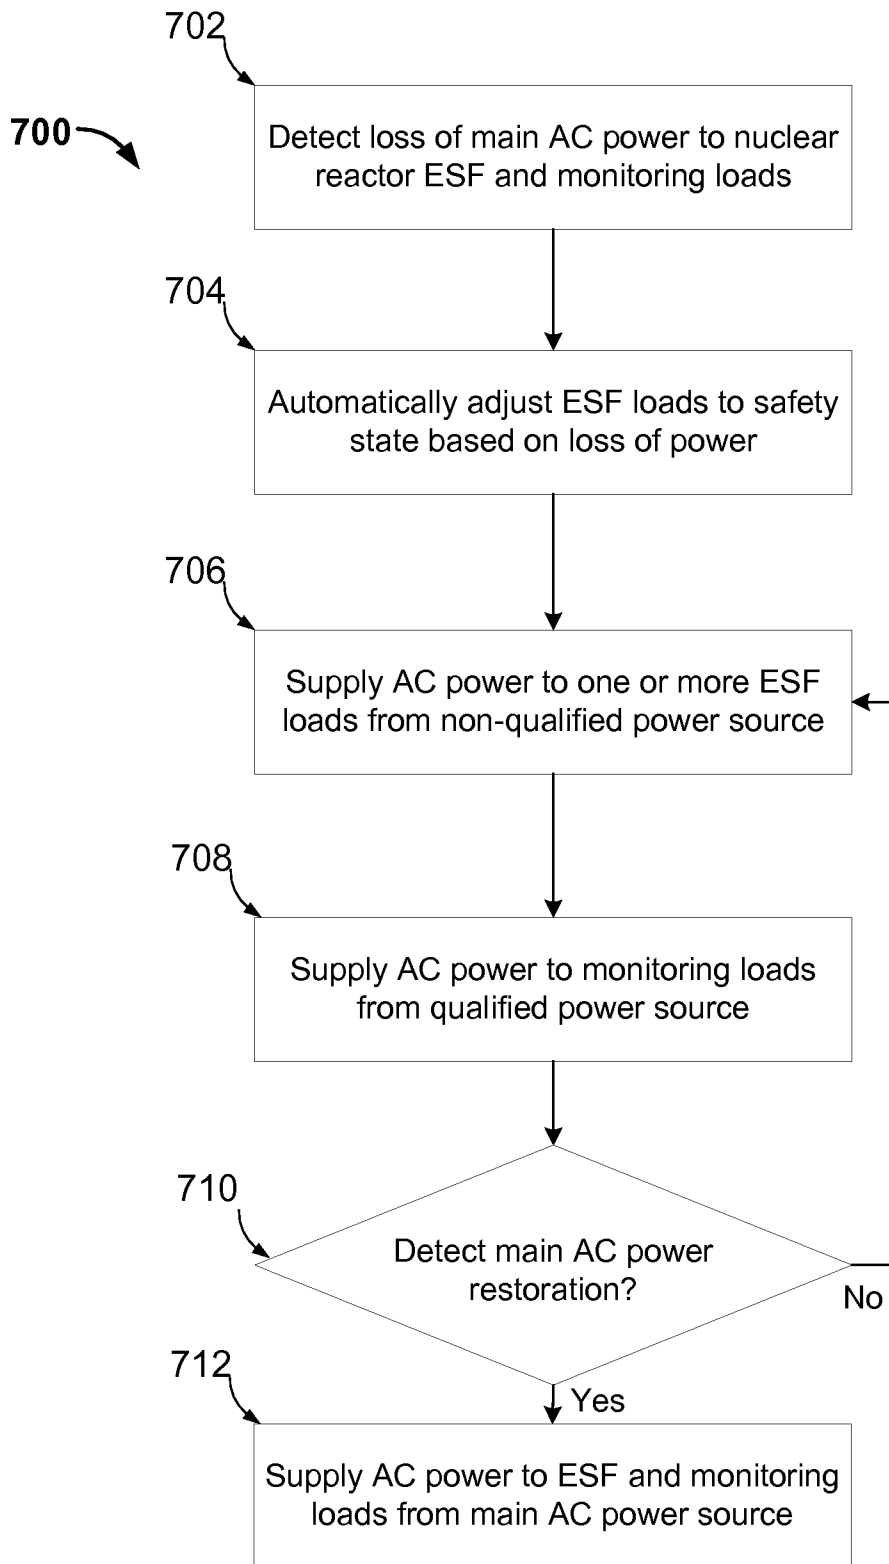 702
700
Detect loss of main AC power to nuclear
reactor ESF and monitoring loads
704
Automatically adjust ESF loads to safety
state based on loss of power
706
Supply AC power to one or more ESF
loads from non-qualified power source
708
Supply AC power to monitoring loads
from qualified power source
710
Detect main AC power
restoration?
No
712
Yes
Supply AC power to ESF and monitoring
loads from main AC power source